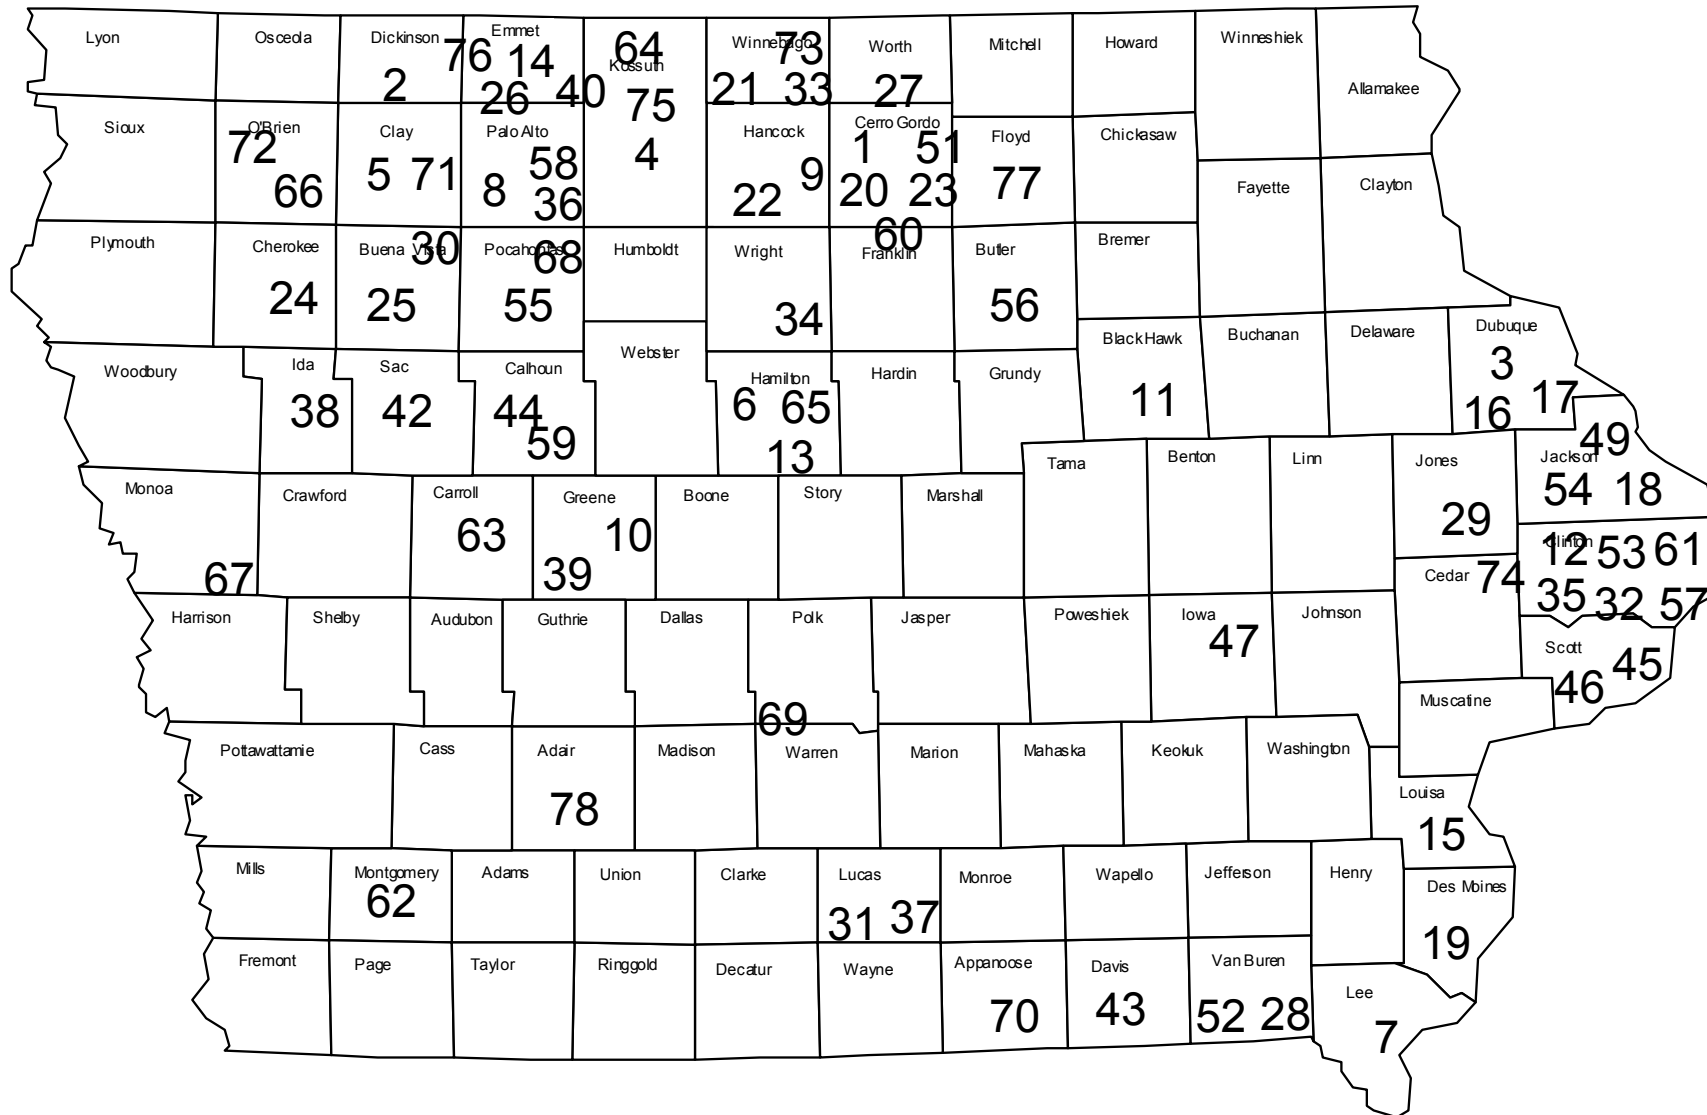 Lyon
Osceola
Dickinson
Emmet
Kossuth
Winnebago
Worth
Mitchell
Howard
Winneshiek
Allamakee
2
76
14
26
40
64
75
4
73
21
33
27
Sioux
O'Brien
Clay
Palo Alto
Hancock
Cerro Gordo
Floyd
Chickasaw
Fayette
Clayton
72
66
5
71
58
8
36
9
22
1
51
20
23
60
77
Plymouth
Cherokee
Buena Vista
Pocahontas
Humboldt
Wright
Franklin
Butler
Bremer
24
30
25
68
55
34
56
Woodbury
Ida
Sac
Calhoun
Webster
Hamilton
Hardin
Grundy
Black Hawk
Buchanan
Delaware
Dubuque
38
42
44
59
6
65
13
11
3
16
17
Monoa
Crawford
Carroll
Greene
Boone
Story
Marshall
Tama
Benton
Linn
Jones
Jackson
67
63
10
39
29
49
54
18
Clinton
12
53
61
35
32
57
Cedar
74
Harrison
Shelby
Audubon
Guthrie
Dallas
Polk
Jasper
Poweshiek
Iowa
Johnson
Scott
Muscatine
69
47
45
46
Pottawattamie
Cass
Adair
Madison
Warren
Marion
Mahaska
Keokuk
Washington
Louisa
78
15
Mills
Montgomery
Adams
Union
Clarke
Lucas
Monroe
Wapello
Jefferson
Henry
Des Moines
62
31
37
19
Fremont
Page
Taylor
Ringgold
Decatur
Wayne
Appanoose
Davis
Van Buren
Lee
70
43
52
28
7